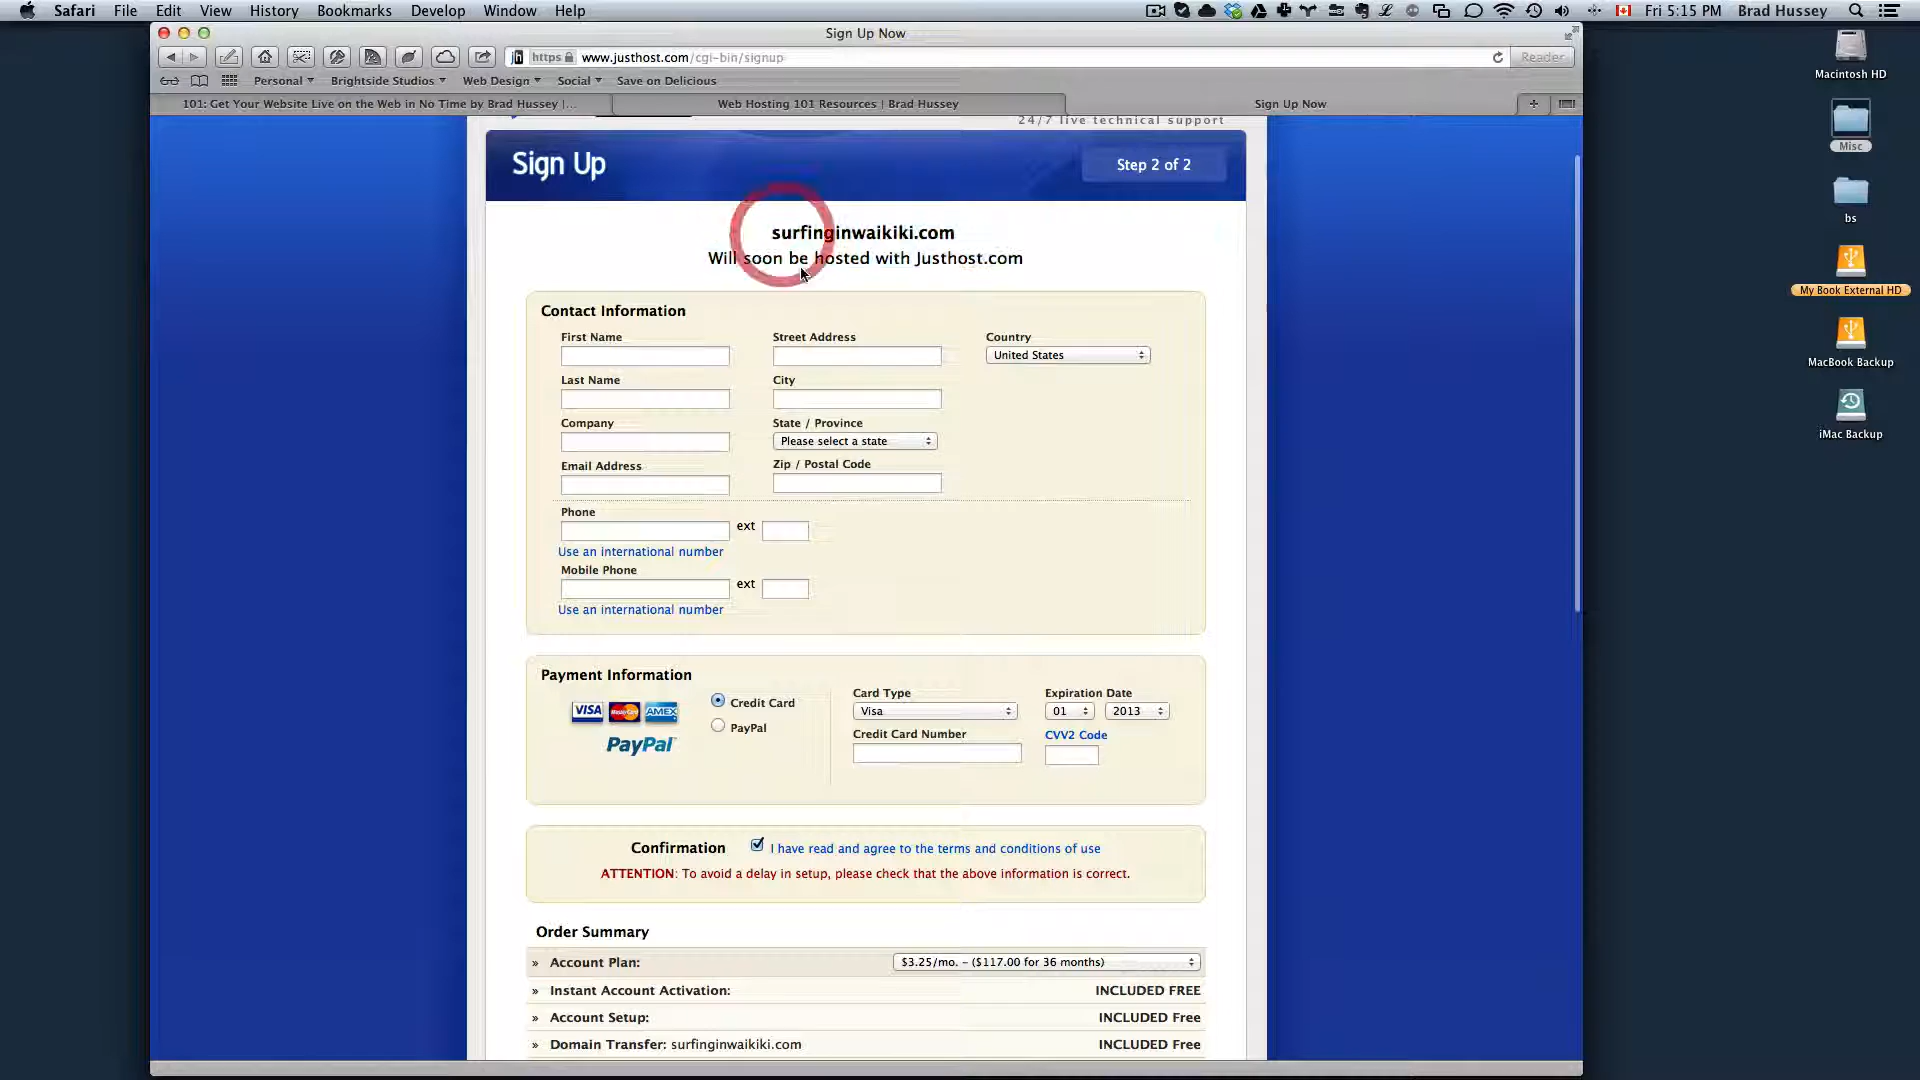 Safari File Edit View History Bookmarks Develop Window Help Fri 5:15 PM Brad Hussey
Sign Up Now
https www.justhost.com/cgi-bin/signup Reader
Personal Brightside Studios Web Design Social Save on Delicious
101: Get Your Website Live on the Web in No Time by Brad Hussey |...
Web Hosting 101 Resources | Brad Hussey
Sign Up Now
24/7 live technical support
Sign Up
Step 2 of 2
surfinginwaikiki.com
Will soon be hosted with Justhost.com
Contact Information
First Name Street Address Country
United States
Last Name City
Company State / Province
Please select a state
Email Address Zip / Postal Code
Phone
ext
Use an international number
Mobile Phone
ext
Use an international number
Payment Information
VISA MasterCard AMEX
PayPal
Credit Card
PayPal
Card Type Expiration Date
Visa 01 2013
Credit Card Number CVV2 Code
Confirmation I have read and agree to the terms and conditions of use
ATTENTION: To avoid a delay in setup, please check that the above information is correct.
Order Summary
» Account Plan: $3.25/mo. - ($117.00 for 36 months)
» Instant Account Activation: INCLUDED FREE
» Account Setup: INCLUDED Free
» Domain Transfer: surfinginwaikiki.com INCLUDED Free
Macintosh HD
Misc
bs
My Book External HD
MacBook Backup
iMac Backup